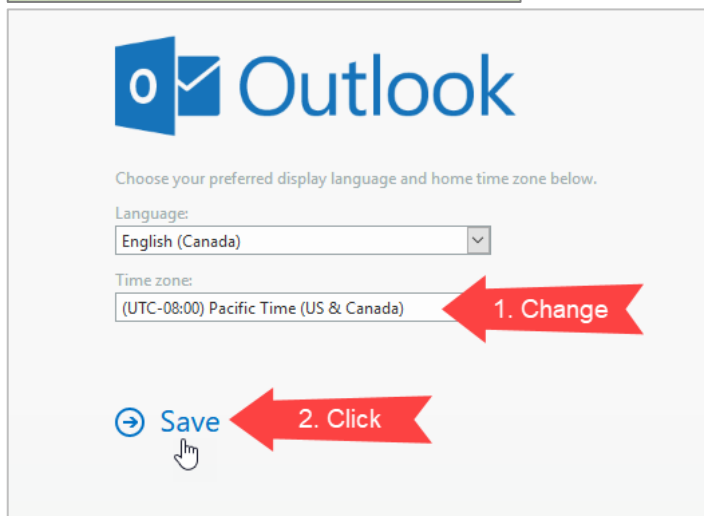 Outlook
Choose your preferred display language and home time zone below.
Language:
English (Canada)
Time zone:
(UTC-08:00) Pacific Time (US & Canada)
1. Change
Save
2. Click